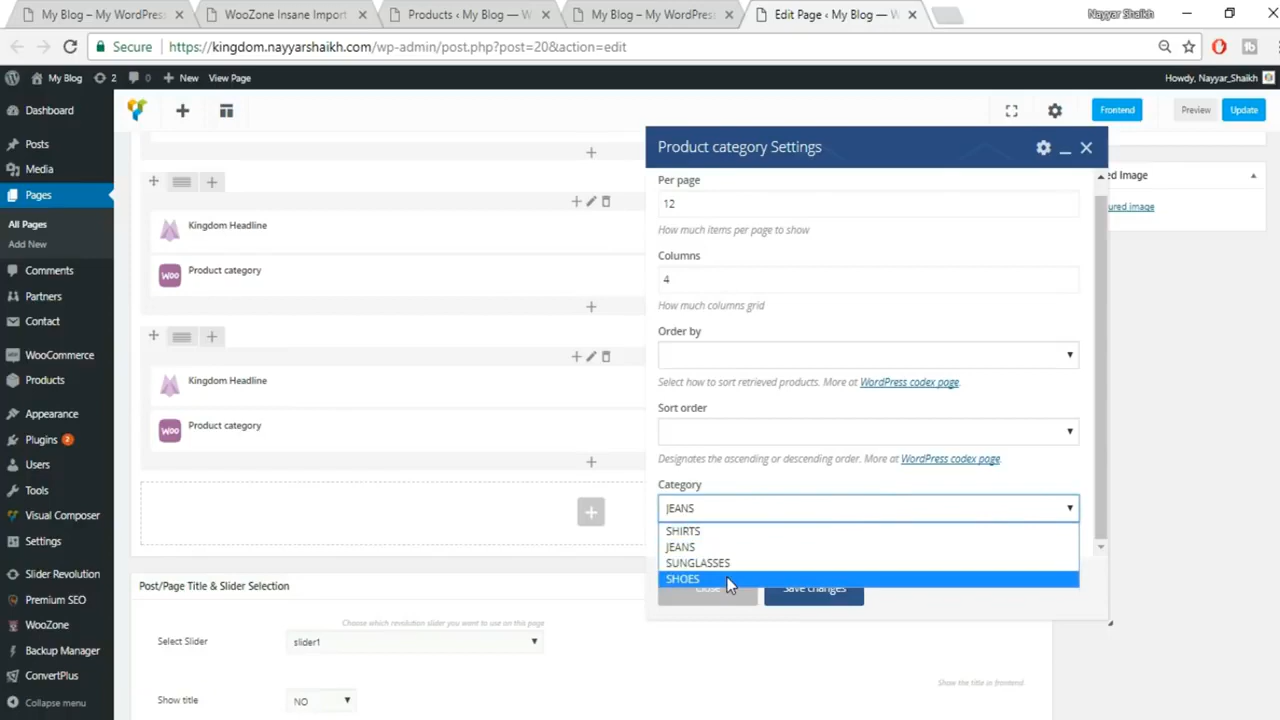 My Blog – My WordPress
WooZone Insane Import
Products ‹ My Blog — W
My Blog – My WordPress
Edit Page ‹ My Blog — W
Nayyar Shaikh
Secure
https://kingdom.nayyarshaikh.com/wp-admin/post.php?post=20&action=edit
My Blog
2
0
New
View Page
Howdy, Nayyar_Shaikh
Dashboard
Posts
Media
Pages
All Pages
Add New
Comments
Partners
Contact
WooCommerce
Products
Appearance
Plugins 2
Users
Tools
Visual Composer
Settings
Slider Revolution
Premium SEO
WooZone
Backup Manager
ConvertPlus
Collapse menu
Frontend
Preview
Update
Kingdom Headline
Woo
Product category
Kingdom Headline
Woo
Product category
Product category Settings
Per page
12
How much items per page to show
Columns
4
How much columns grid
Order by
Select how to sort retrieved products. More at WordPress codex page.
Sort order
Designates the ascending or descending order. More at WordPress codex page.
Category
JEANS
SHIRTS
JEANS
SUNGLASSES
SHOES
Close
Save changes
ed Image
ured image
Post/Page Title & Slider Selection
Choose which revolution slider you want to use on this page
Select Slider
slider1
Show the title in frontend
Show title
NO